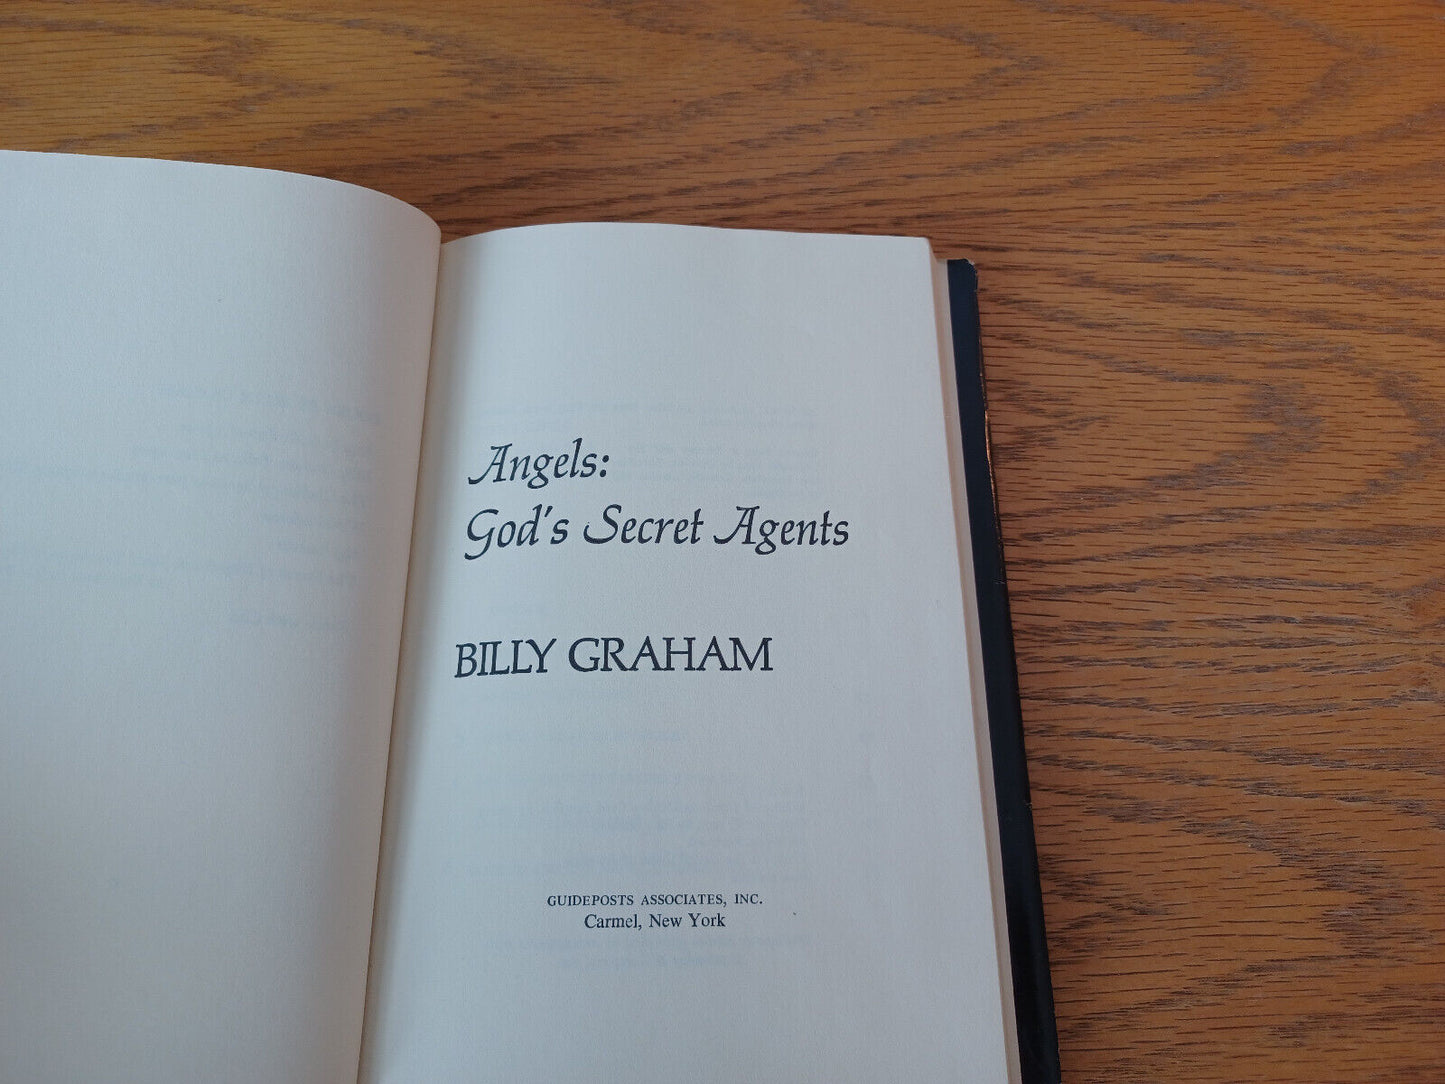 Angels:
God's Secret Agents
BILLY GRAHAM
GUIDEPOSTS ASSOCIATES, INC.
Carmel, New York